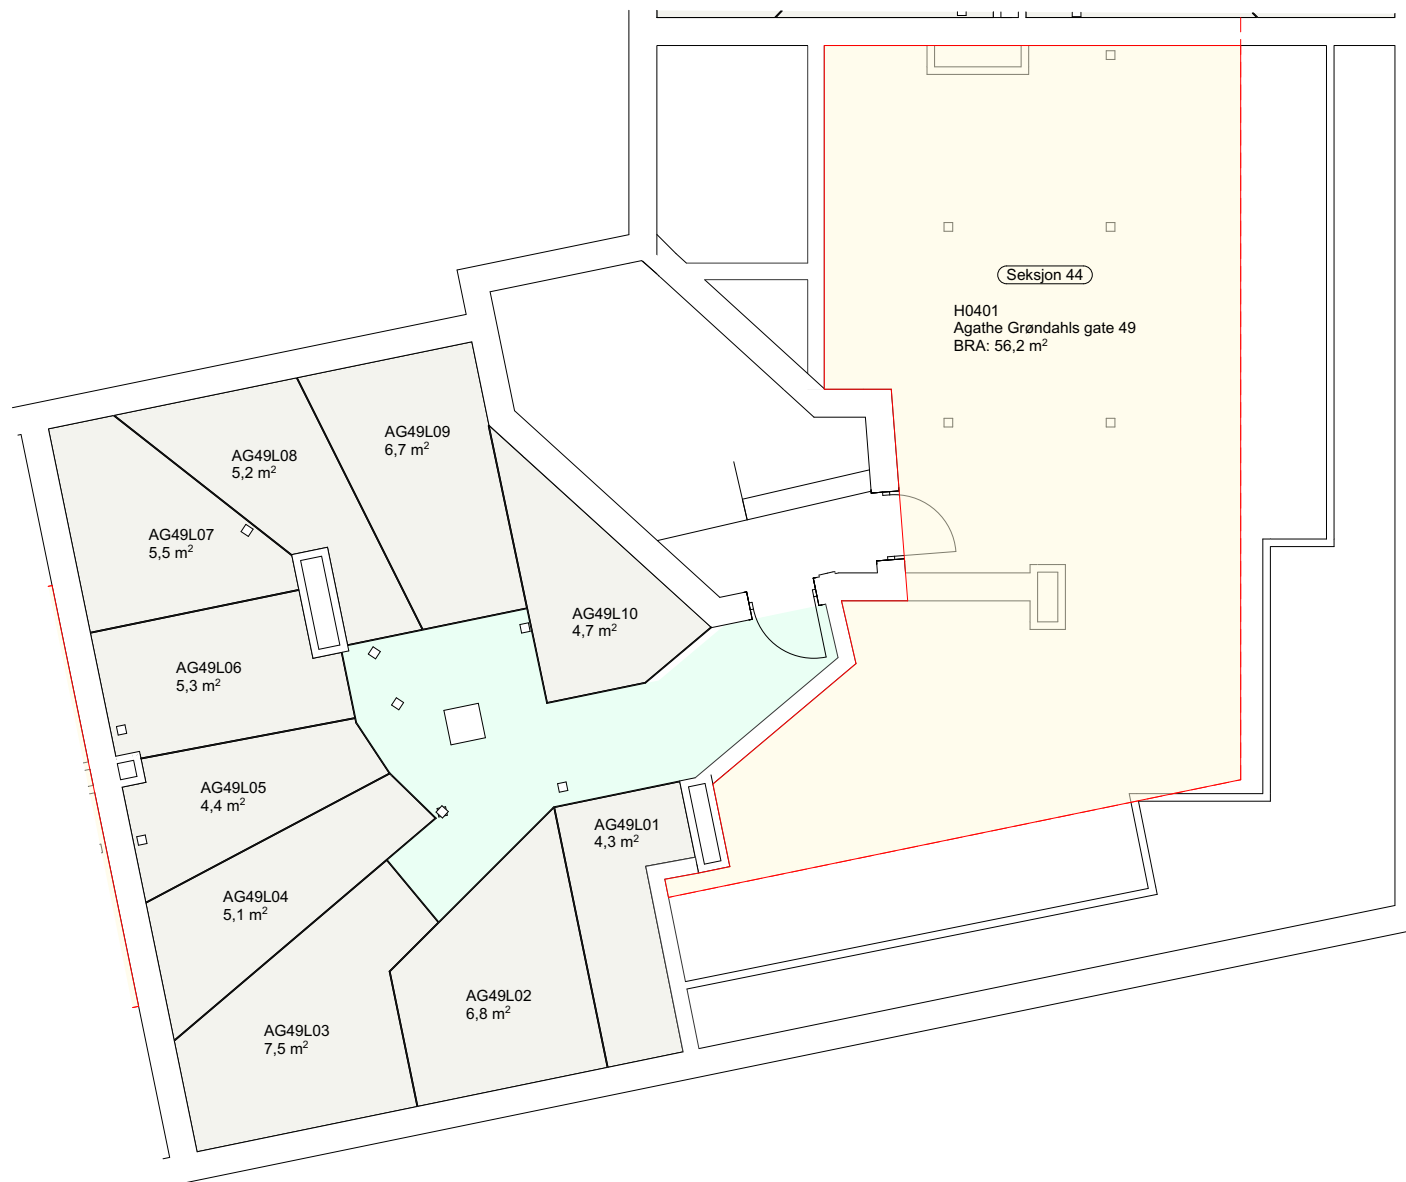 Seksjon 44
H0401
Agathe Grøndahls gate 49
BRA: 56,2 m²
AG49L09
6,7 m²
AG49L08
5,2 m²
AG49L07
5,5 m²
AG49L10
4,7 m²
AG49L06
5,3 m²
AG49L05
4,4 m²
AG49L01
4,3 m²
AG49L04
5,1 m²
AG49L02
6,8 m²
AG49L03
7,5 m²